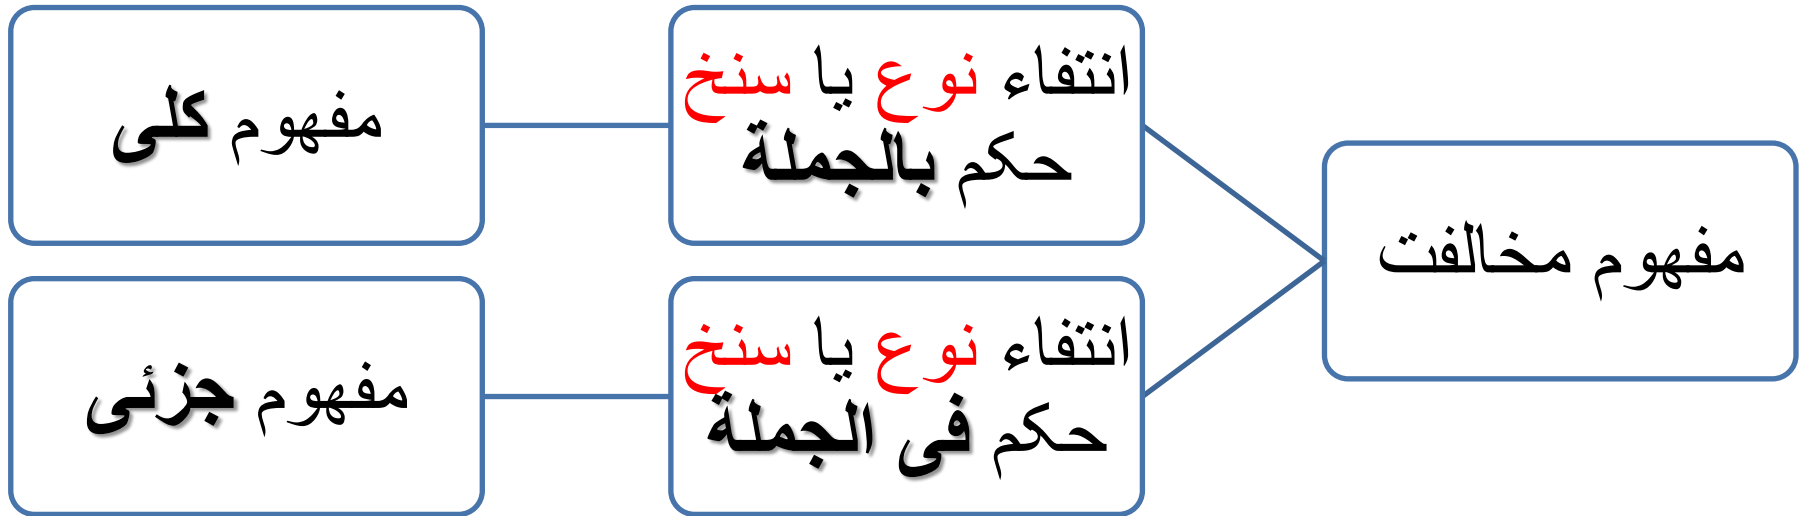 مفهوم مخالفت
انتفاء نوع یا سنخ
حکم بالجملة
مفهوم کلی
انتفاء نوع یا سنخ
حکم فی الجملة
مفهوم جزئی